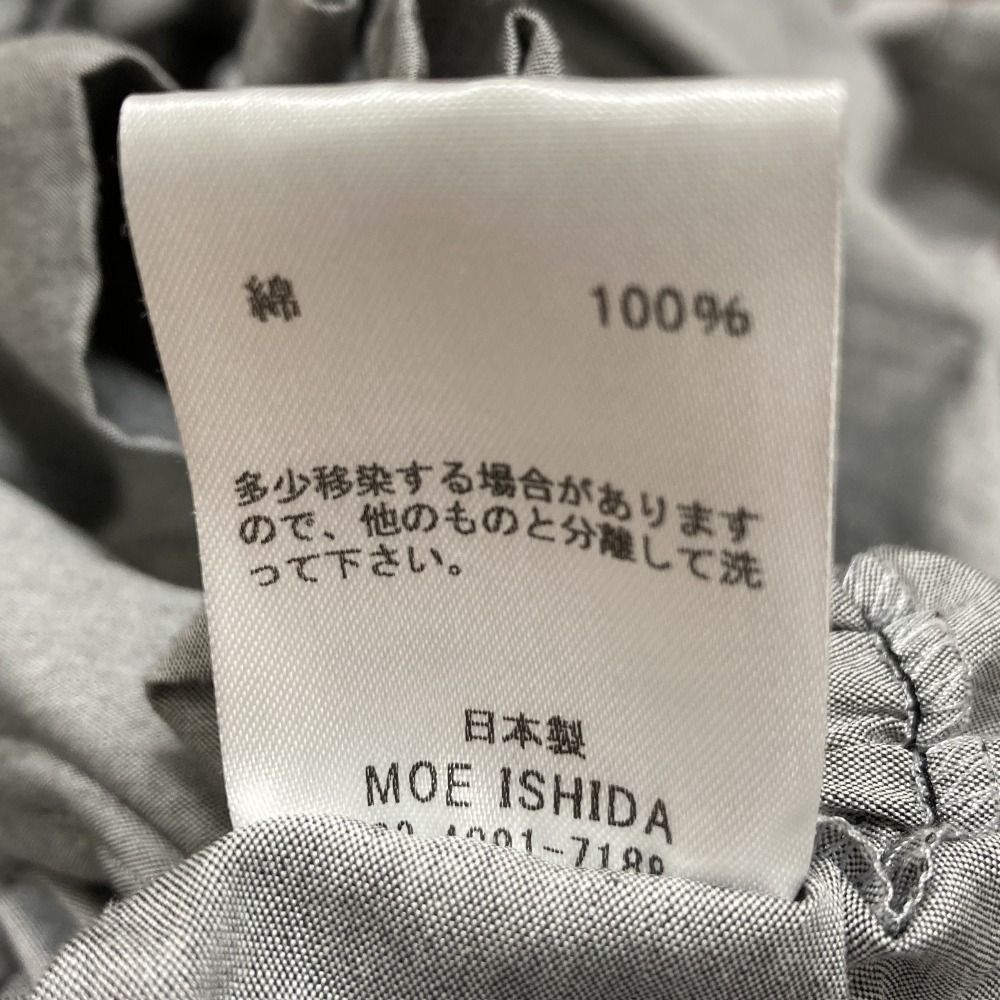 綿 100%
多少移染する場合があります
ので、他のものと分離して洗
って下さい。
日本製
MOE ISHIDA